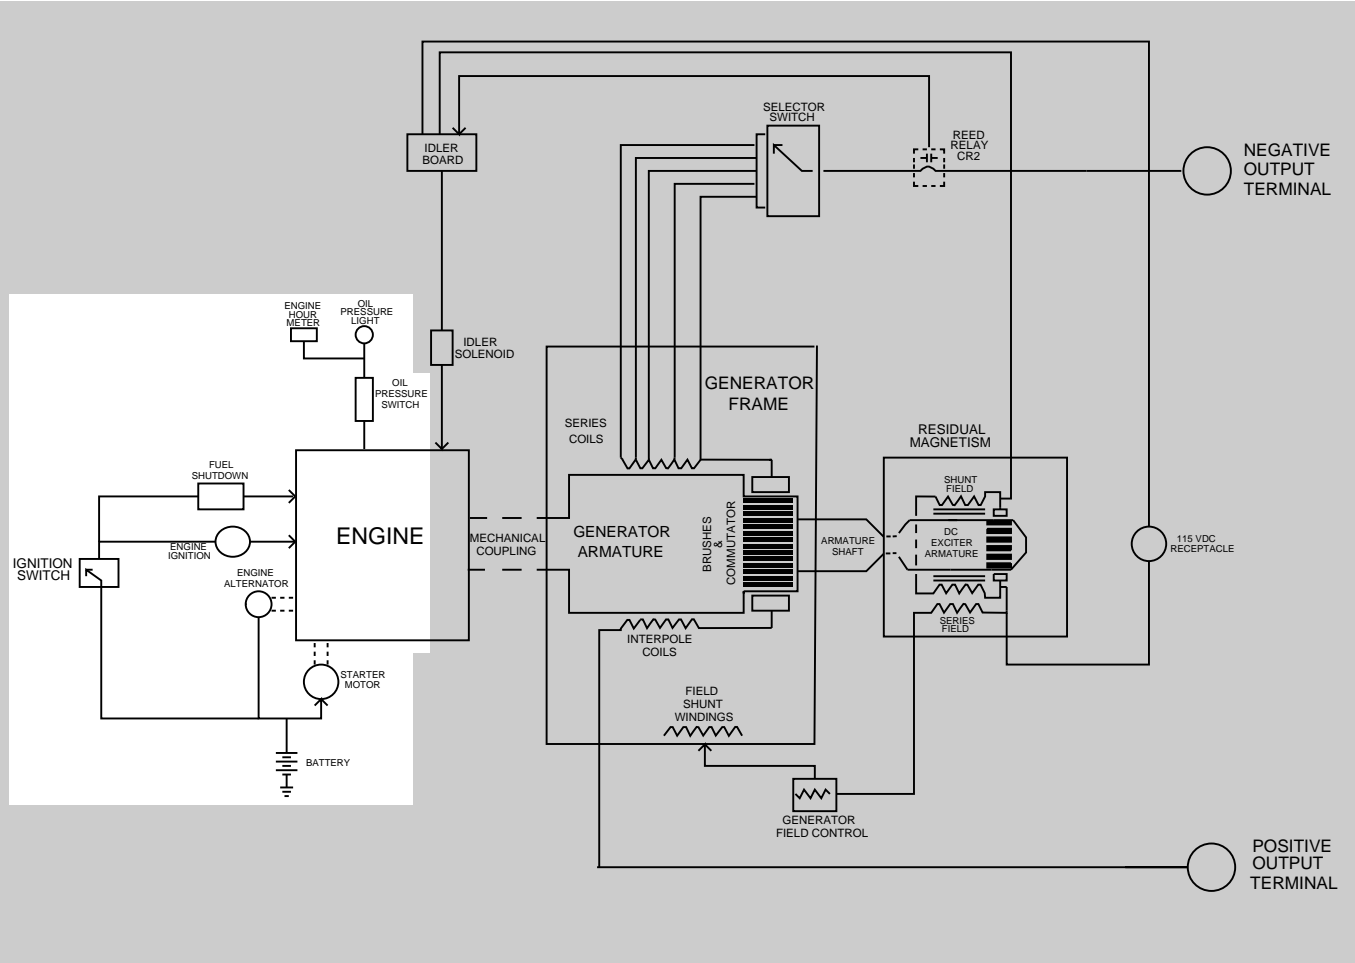 SELECTOR
SWITCH
REED
RELAY
CR2
IDLER
BOARD
NEGATIVE
OUTPUT
TERMINAL
ENGINE
HOUR
METER
OIL
PRESSURE
LIGHT
IDLER
SOLENOID
OIL
PRESSURE
SWITCH
GENERATOR
FRAME
SERIES
COILS
RESIDUAL
MAGNETISM
FUEL
SHUTDOWN
SHUNT
FIELD
ENGINE
GENERATOR
ARMATURE
BRUSHES
&
COMMUTATOR
MECHANICAL
COUPLING
ARMATURE
SHAFT
DC
EXCITER
ARMATURE
115 VDC
RECEPTACLE
ENGINE
IGNITION
IGNITION
SWITCH
ENGINE
ALTERNATOR
SERIES
FIELD
INTERPOLE
COILS
STARTER
MOTOR
FIELD
SHUNT
WINDINGS
BATTERY
GENERATOR
FIELD CONTROL
POSITIVE
OUTPUT
TERMINAL